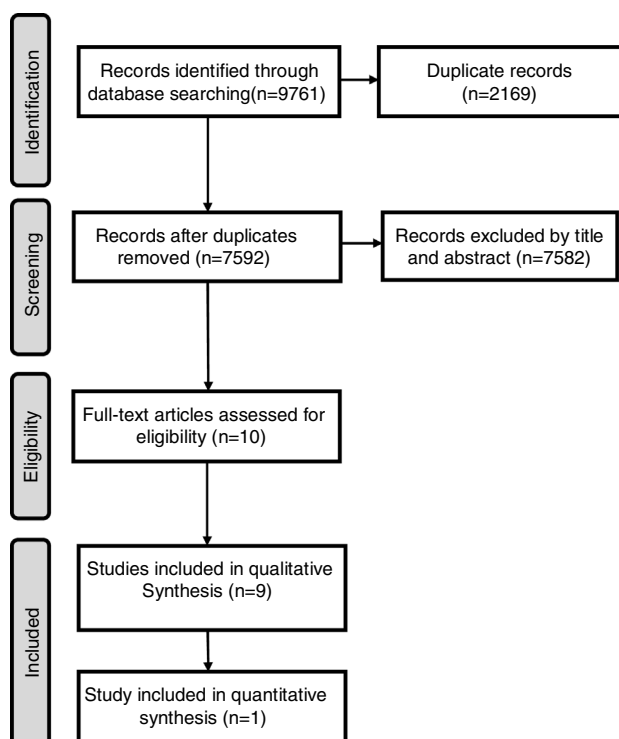 Identification
Records identified through
database searching(n=9761)
Duplicate records
(n=2169)
Screening
Records after duplicates
removed (n=7592)
Records excluded by title
and abstract (n=7582)
Eligibility
Full-text articles assessed for
eligibility (n=10)
Included
Studies included in qualitative
Synthesis (n=9)
Study included in quantitative
synthesis (n=1)